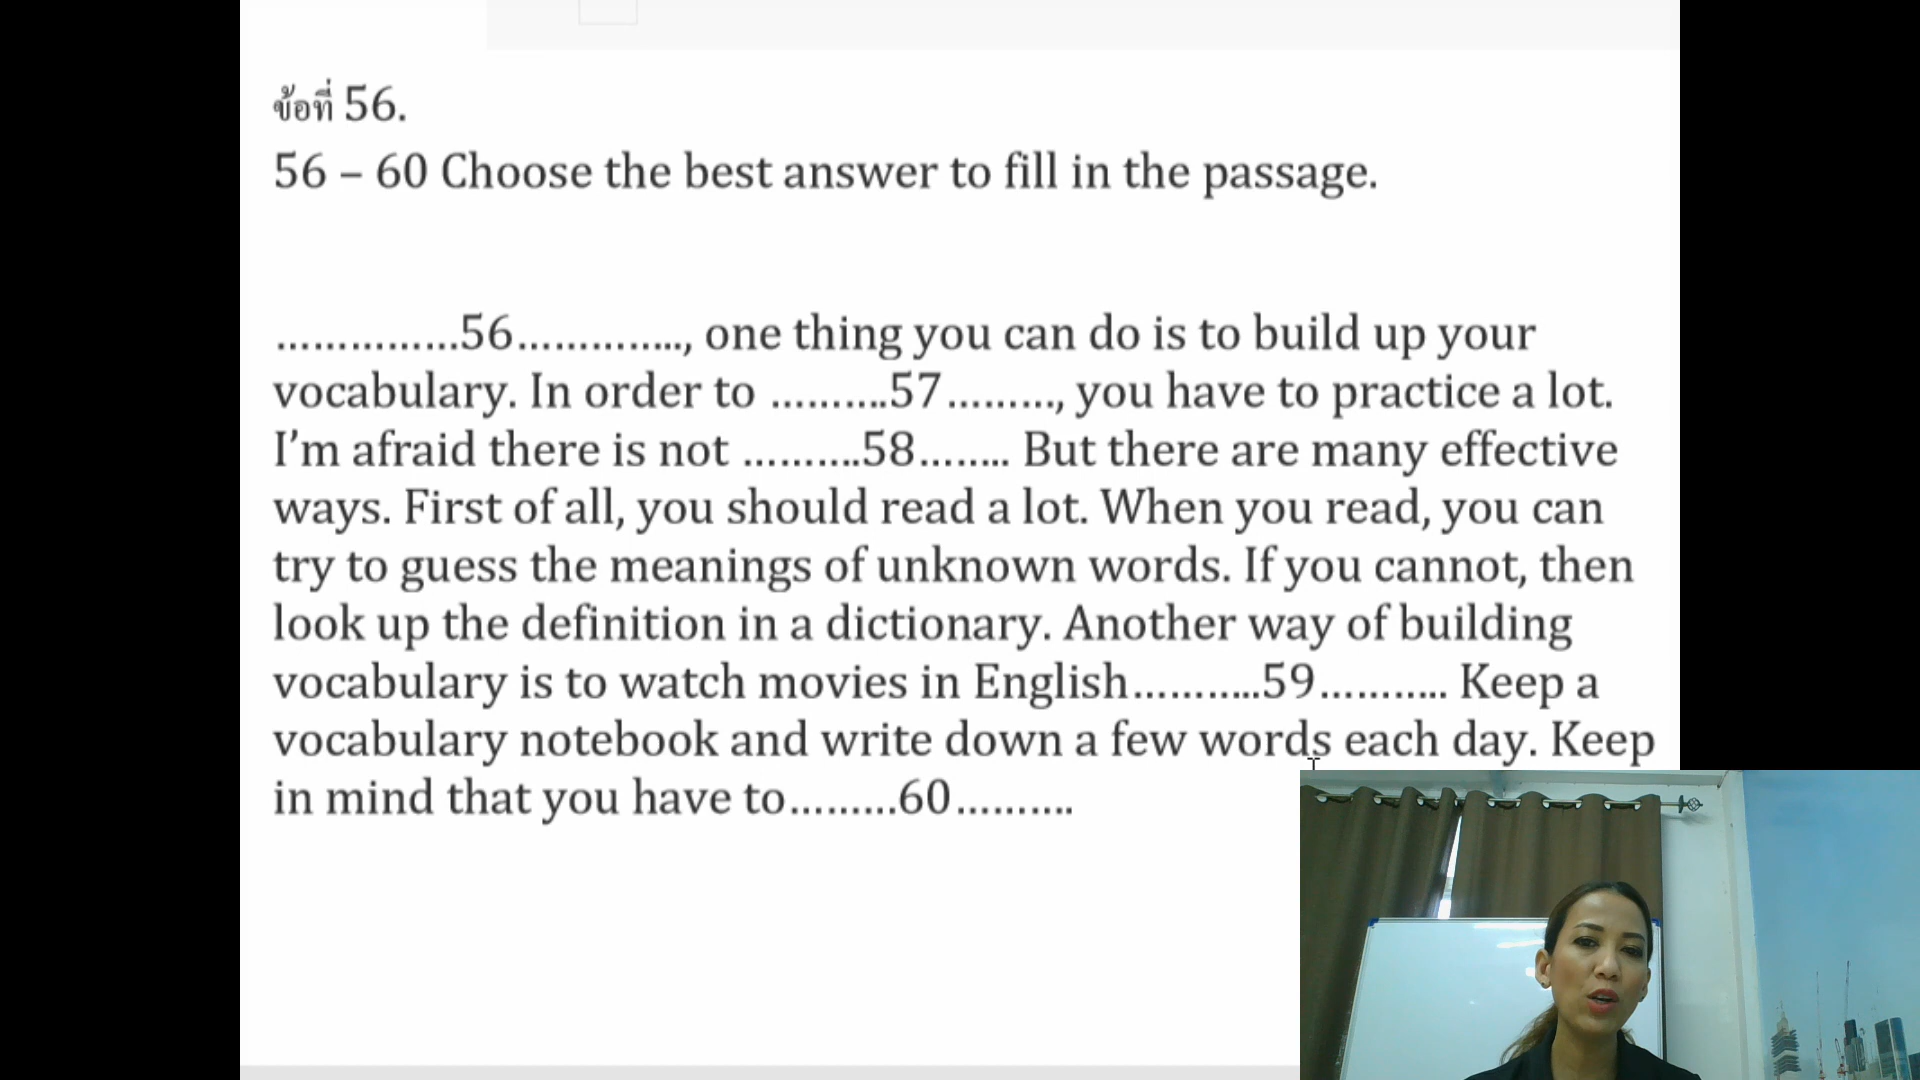 ข้อที่ 56.
56 – 60 Choose the best answer to fill in the passage.
……………56………….., one thing you can do is to build up your
vocabulary. In order to ……….57………, you have to practice a lot.
I’m afraid there is not ……….58…….. But there are many effective
ways. First of all, you should read a lot. When you read, you can
try to guess the meanings of unknown words. If you cannot, then
look up the definition in a dictionary. Another way of building
vocabulary is to watch movies in English………..59……….. Keep a
vocabulary notebook and write down a few words each day. Keep
in mind that you have to………60……….